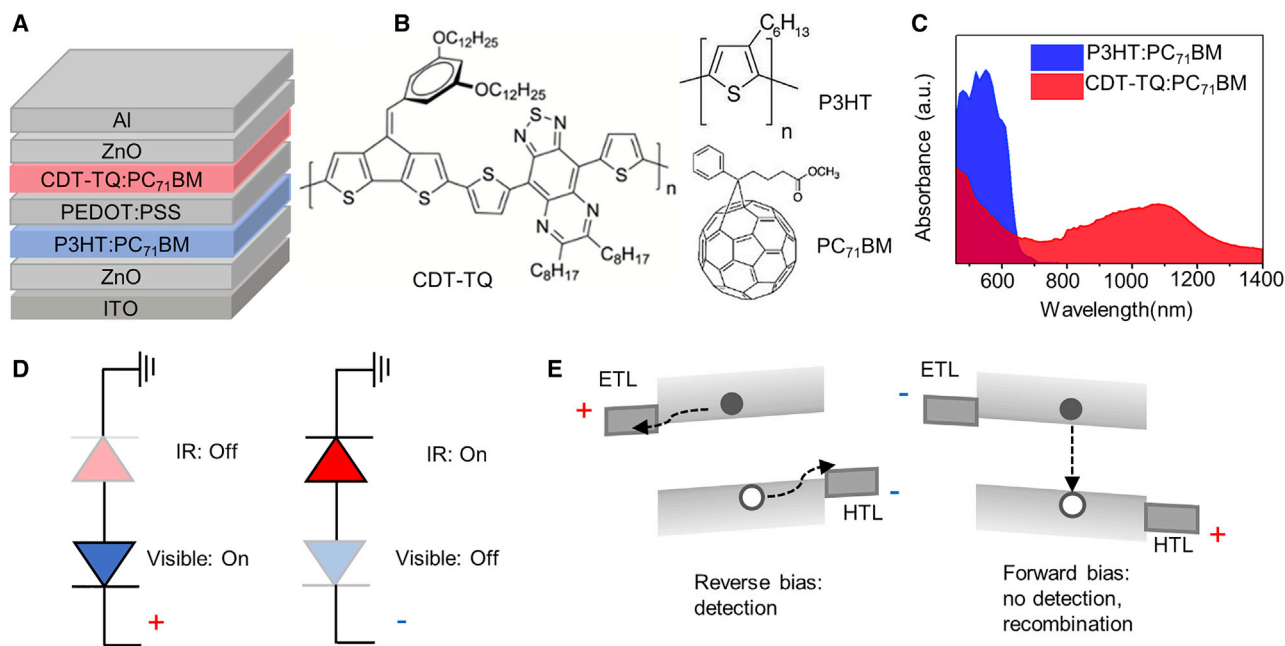 A
Al
ZnO
CDT-TQ:PC₇₁BM
PEDOT:PSS
P3HT:PC₇₁BM
ZnO
ITO
B
OC₁₂H₂₅
OC₁₂H₂₅
S
N N
S S S S
n
N N
C₈H₁₇ C₈H₁₇
CDT-TQ
C₆H₁₃
S
n
P3HT
OCH₃
O
PC₇₁BM
C
P3HT:PC₇₁BM
CDT-TQ:PC₇₁BM
Absorbance (a.u.)
600 800 1000 1200 1400
Wavelength(nm)
D
IR: Off
Visible: On
+
IR: On
Visible: Off
-
E
ETL
+
HTL
-
Reverse bias:
detection
ETL
-
HTL
+
Forward bias:
no detection,
recombination